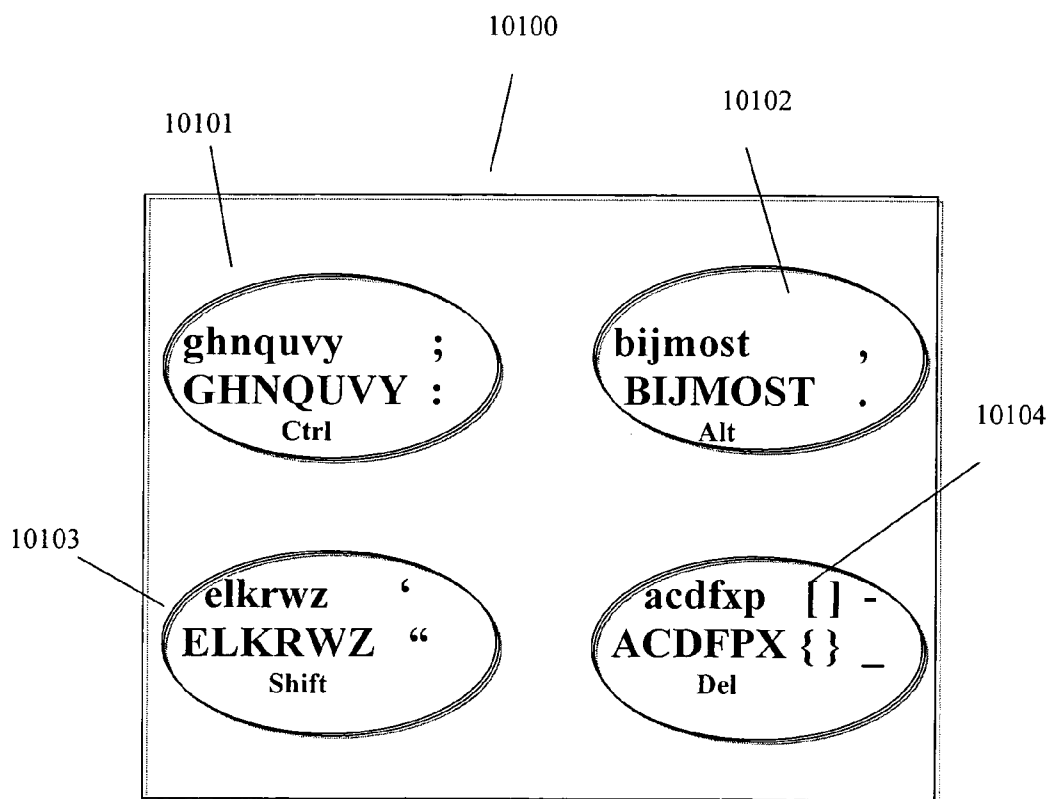 10100
10102
10101
ghnquvy ;
GHNQUVY :
Ctrl
bijmost ,
BIJMOST .
Alt
10104
10103
elkrwz ‘
ELKRWZ “
Shift
acdfxp [ ] -
ACDFPX { } _
Del